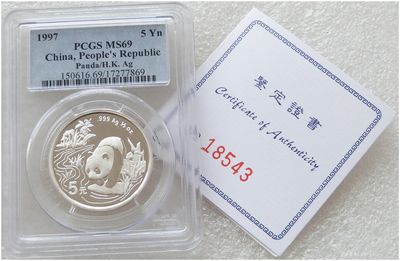 1997 5 Yn
PCGS MS69
China, People's Republic
Panda/H.K. Ag
150616.69/17277869
.999 Ag ½ oz
5元
鑒定證書
Certificate of Authenticity
18543